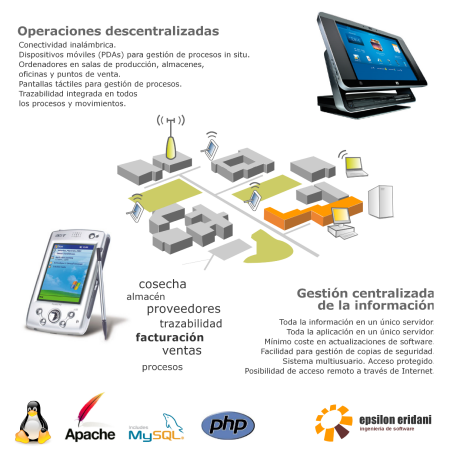 Operaciones descentralizadas
Conectividad inalámbrica.
Dispositivos móviles (PDAs) para gestión de procesos in situ.
Ordenadores en salas de producción, almacenes,
oficinas y puntos de venta.
Pantallas táctiles para gestión de procesos.
Trazabilidad integrada en todos
los procesos y movimientos.
cosecha
almacén
proveedores
trazabilidad
facturación
ventas
procesos
Gestión centralizada
de la información
Toda la información en un único servidor
Toda la aplicación en un único servidor
Mínimo coste en actualizaciones de software
Facilidad para gestión de copias de seguridad
Sistema multiusuario. Acceso protegido
Posibilidad de acceso remoto a través de Internet
Apache
MySQL
php
epsilon eridani
ingeniería de software